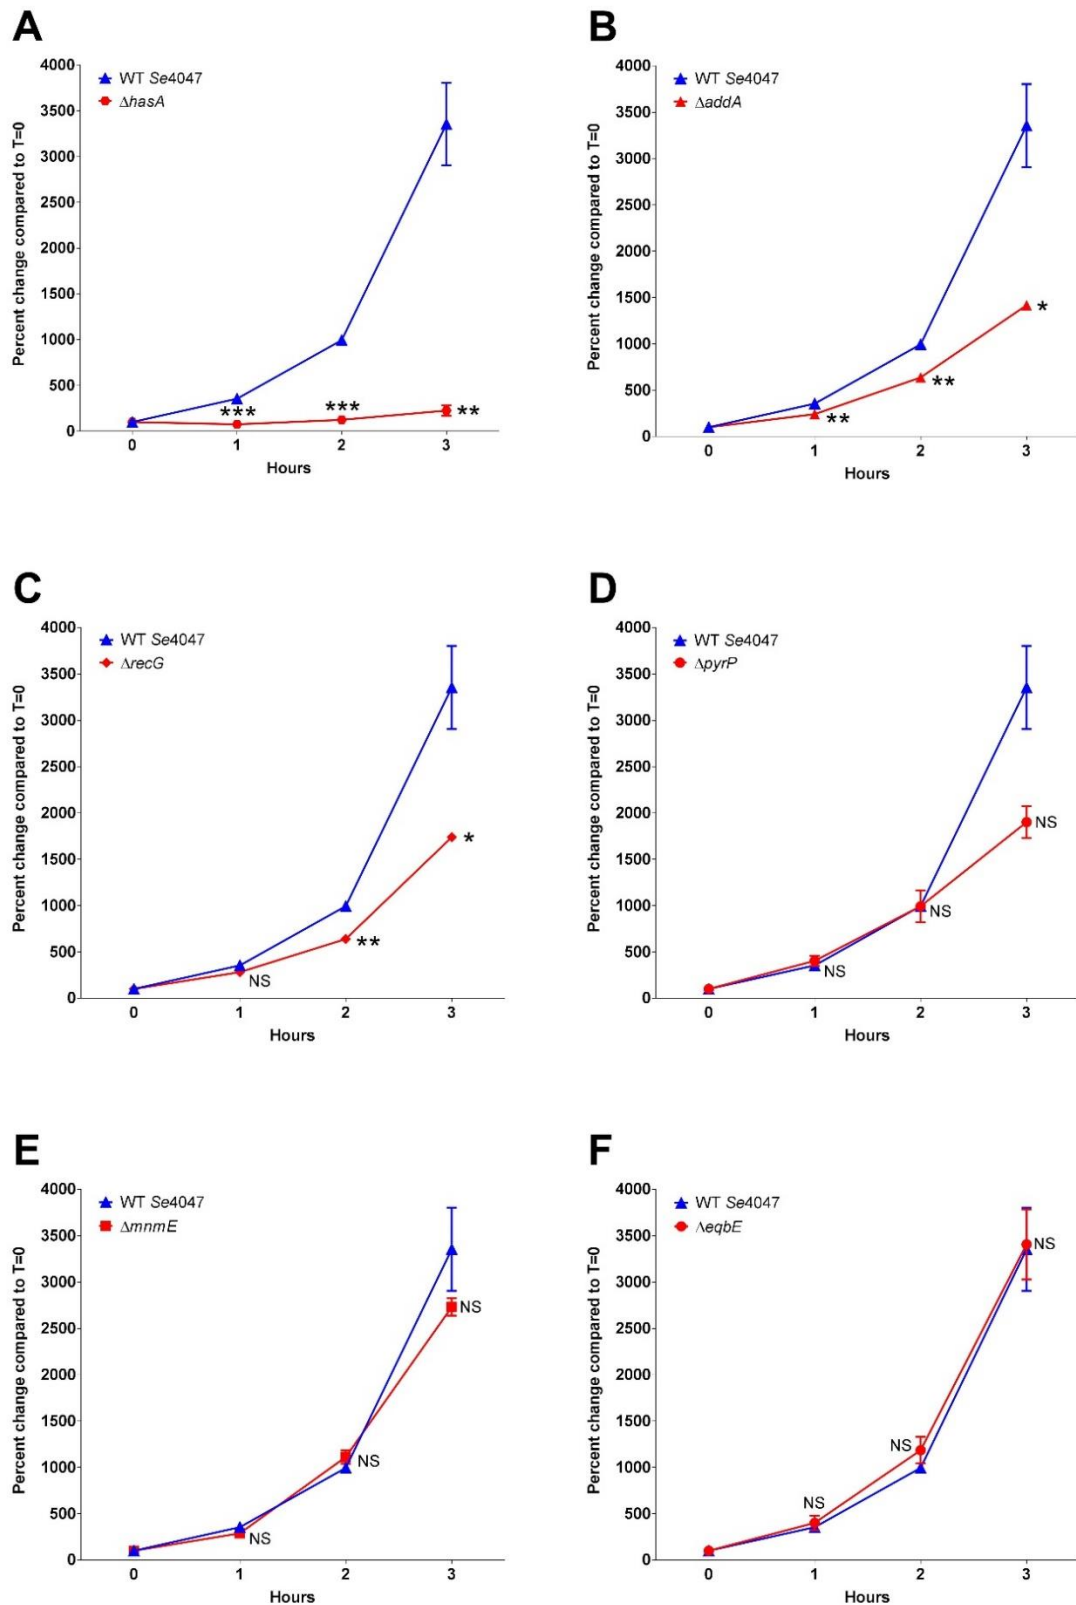 A
Percent change compared to T=0
4000
3500
3000
2500
2000
1500
1000
500
0
WT Se4047
ΔhasA
***
***
**
0 1 2 3
Hours
B
Percent change compared to T=0
4000
3500
3000
2500
2000
1500
1000
500
0
WT Se4047
ΔaddA
**
**
*
0 1 2 3
Hours
C
Percent change compared to T=0
4000
3500
3000
2500
2000
1500
1000
500
0
WT Se4047
ΔrecG
NS
**
*
0 1 2 3
Hours
D
Percent change compared to T=0
4000
3500
3000
2500
2000
1500
1000
500
0
WT Se4047
ΔpyrP
NS
NS
NS
0 1 2 3
Hours
E
Percent change compared to T=0
4000
3500
3000
2500
2000
1500
1000
500
0
WT Se4047
ΔmnmE
NS
NS
NS
0 1 2 3
Hours
F
Percent change compared to T=0
4000
3500
3000
2500
2000
1500
1000
500
0
WT Se4047
ΔeqbE
NS
NS
NS
0 1 2 3
Hours